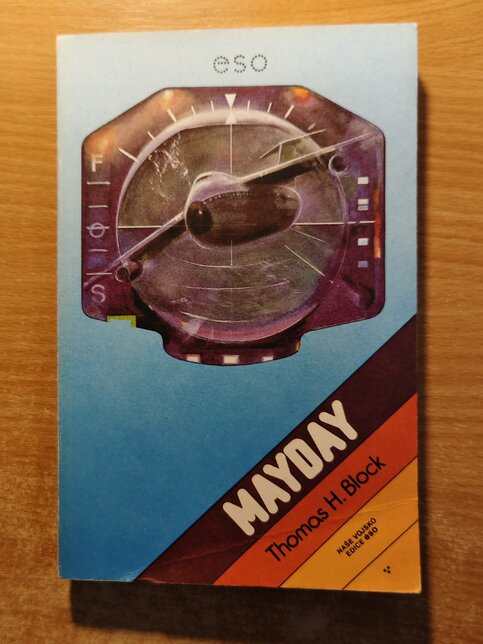 eso
F
S
MAYDAY
Thomas H. Block
NAŠE VOJSKO
EDICE eso